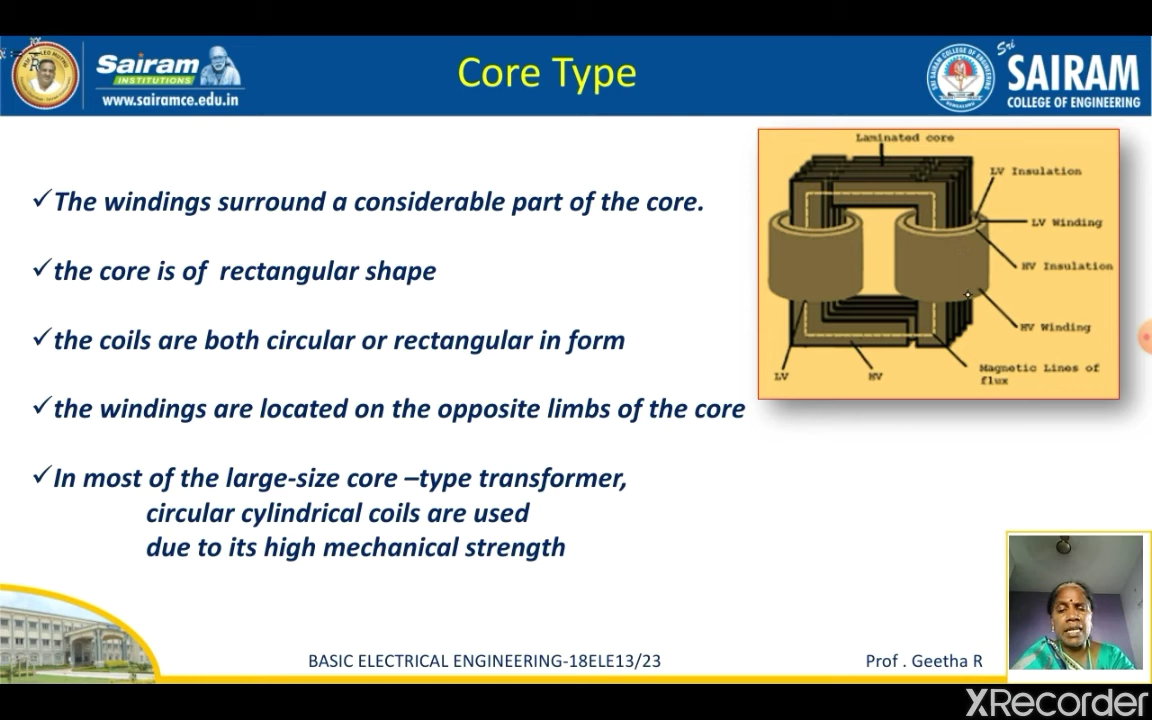 Sairam
INSTITUTIONS
www.sairamce.edu.in
Core Type
Sri
SAIRAM
COLLEGE OF ENGINEERING
✓The windings surround a considerable part of the core.
✓the core is of rectangular shape
✓the coils are both circular or rectangular in form
✓the windings are located on the opposite limbs of the core
✓In most of the large-size core –type transformer,
circular cylindrical coils are used
due to its high mechanical strength
Laminated core
LV Insulation
LV Winding
HV Insulation
HV Winding
Magnetic Lines of
flux
LV
HV
BASIC ELECTRICAL ENGINEERING-18ELE13/23
Prof . Geetha R
XRecorder